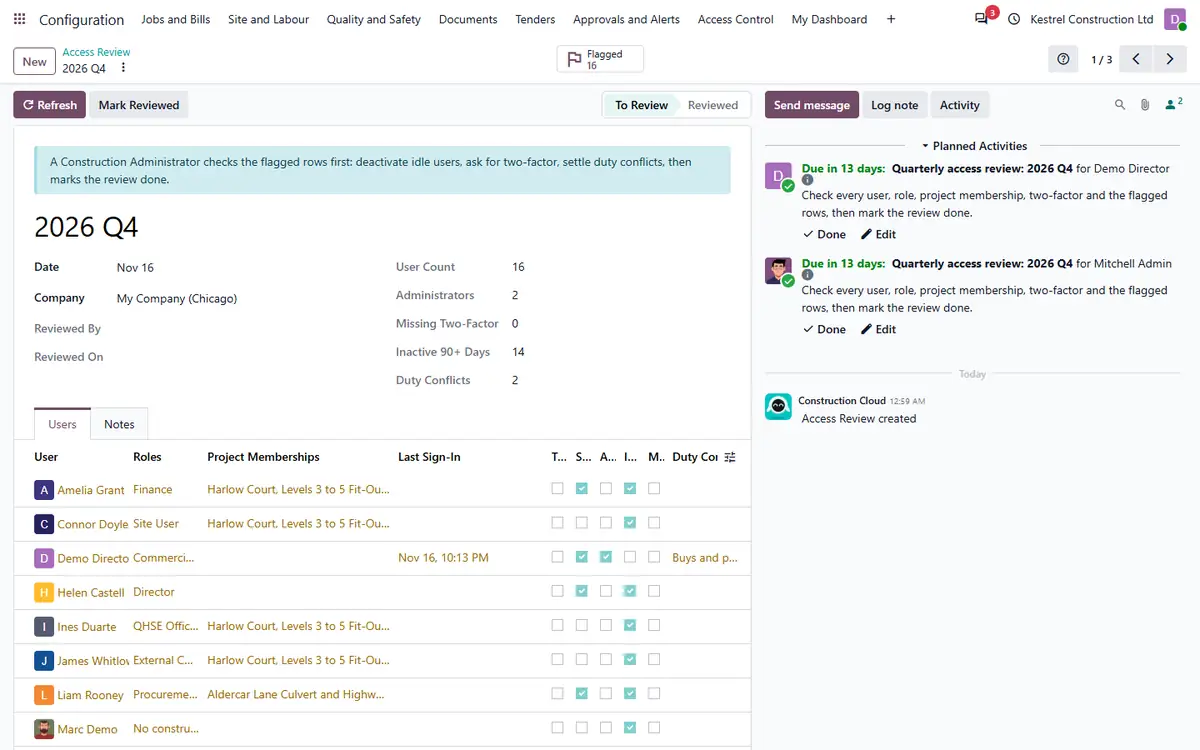 Configuration Jobs and Bills Site and Labour Quality and Safety Documents Tenders Approvals and Alerts Access Control My Dashboard + 3 Kestrel Construction Ltd D
New Access Review
2026 Q4
Flagged
16
1 / 3
Refresh Mark Reviewed To Review Reviewed Send message Log note Activity 2
A Construction Administrator checks the flagged rows first: deactivate idle users, ask for two-factor, settle duty conflicts, then
marks the review done.
2026 Q4
Date Nov 16
Company My Company (Chicago)
Reviewed By
Reviewed On
User Count 16
Administrators 2
Missing Two-Factor 0
Inactive 90+ Days 14
Duty Conflicts 2
Users Notes
User Roles Project Memberships Last Sign-In T... S... A... I... M.. Duty Cor
A Amelia Grant Finance Harlow Court, Levels 3 to 5 Fit-Ou...
C Connor Doyle Site User Harlow Court, Levels 3 to 5 Fit-Ou...
D Demo Directo Commerci... Nov 16, 10:13 PM Buys and p...
H Helen Castell Director
I Ines Duarte QHSE Offic... Harlow Court, Levels 3 to 5 Fit-Ou...
J James Whitlov External C... Harlow Court, Levels 3 to 5 Fit-Ou...
L Liam Rooney Procureme... Aldercar Lane Culvert and Highw...
Marc Demo No constru...
Planned Activities
D Due in 13 days: Quarterly access review: 2026 Q4 for Demo Director
Check every user, role, project membership, two-factor and the flagged
rows, then mark the review done.
Done Edit
Due in 13 days: Quarterly access review: 2026 Q4 for Mitchell Admin
Check every user, role, project membership, two-factor and the flagged
rows, then mark the review done.
Done Edit
Today
Construction Cloud 12:59 AM
Access Review created